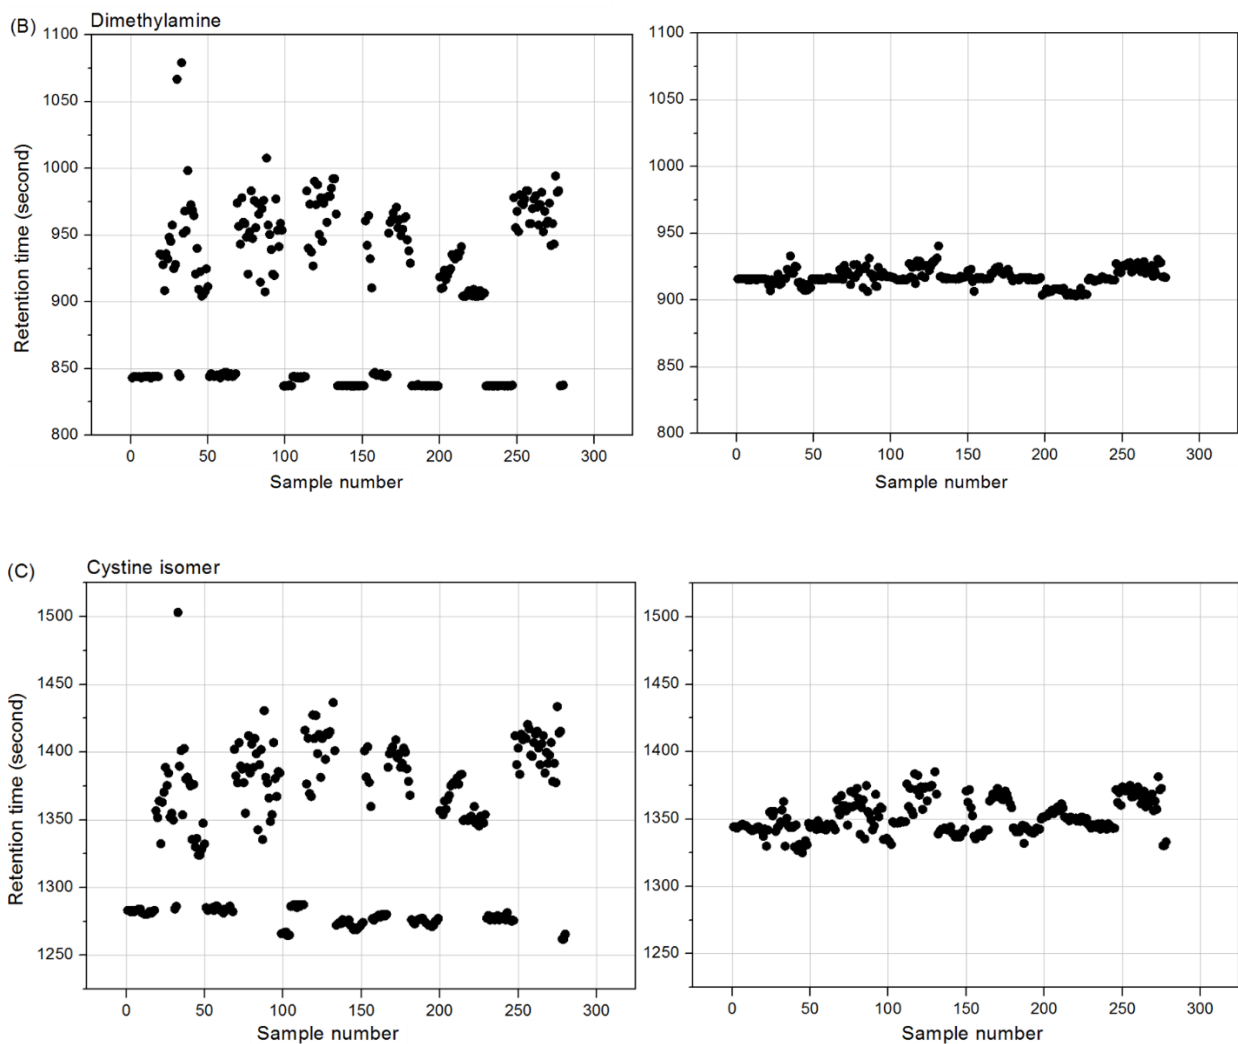 (B) Dimethylamine
1100
1050
1000
950
900
850
800
0 50 100 150 200 250 300
Retention time (second)
Sample number
1100
1050
1000
950
900
850
800
0 50 100 150 200 250 300
Sample number
(C) Cystine isomer
1500
1450
1400
1350
1300
1250
0 50 100 150 200 250 300
Retention time (second)
Sample number
1500
1450
1400
1350
1300
1250
0 50 100 150 200 250 300
Sample number